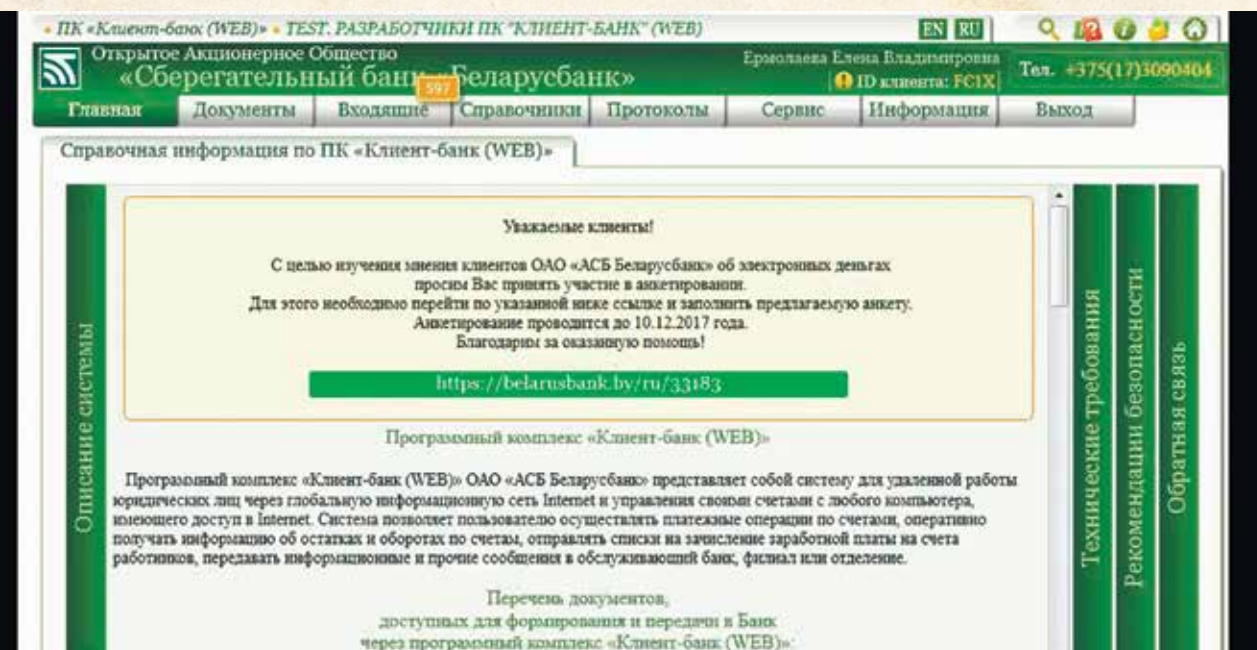 • ПК «Клиент-банк (WEB)» • TEST. РАЗРАБОТЧИКИ ПК "КЛИЕНТ-БАНК" (WEB)
EN RU
Открытое Акционерное Общество
«Сберегательный банк «Беларусбанк»
Ермолаева Елена Владимировна
ID клиента: FC1X
Тел. +375(17)3090404
597
Главная Документы Входящие Справочники Протоколы Сервис Информация Выход
Справочная информация по ПК «Клиент-банк (WEB)»
Описание системы
Уважаемые клиенты!
С целью изучения мнения клиентов ОАО «АСБ Беларусбанк» об электронных деньгах
просим Вас принять участие в анкетировании.
Для этого необходимо перейти по указанной ниже ссылке и заполнить предлагаемую анкету.
Анкетирование проводится до 10.12.2017 года.
Благодарим за оказанную помощь!
https://belarusbank.by/ru/33183
Программный комплекс «Клиент-банк (WEB)»
Программный комплекс «Клиент-банк (WEB)» ОАО «АСБ Беларусбанк» представляет собой систему для удаленной работы
юридических лиц через глобальную информационную сеть Internet и управления своими счетами с любого компьютера,
имеющего доступ в Internet. Система позволяет пользователю осуществлять платежные операции по счетами, оперативно
получать информацию об остатках и оборотах по счетам, отправлять списки на зачисление заработной платы на счета
работников, передавать информационные и прочие сообщения в обслуживающий банк, филиал или отделение.
Перечень документов,
доступных для формирования и передачи в Банк
через программный комплекс «Клиент-банк (WEB)»:
Технические требования
Рекомендации безопасности
Обратная связь